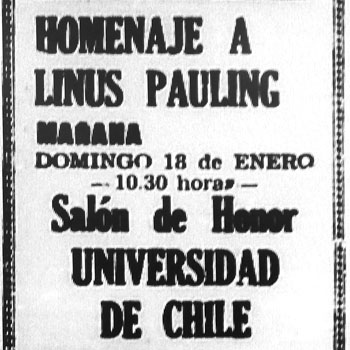 HOMENAJE A
LINUS PAULING
MAÑANA
DOMINGO 18 de ENERO
— 10.30 horas —
Salón de Honor
UNIVERSIDAD
DE CHILE